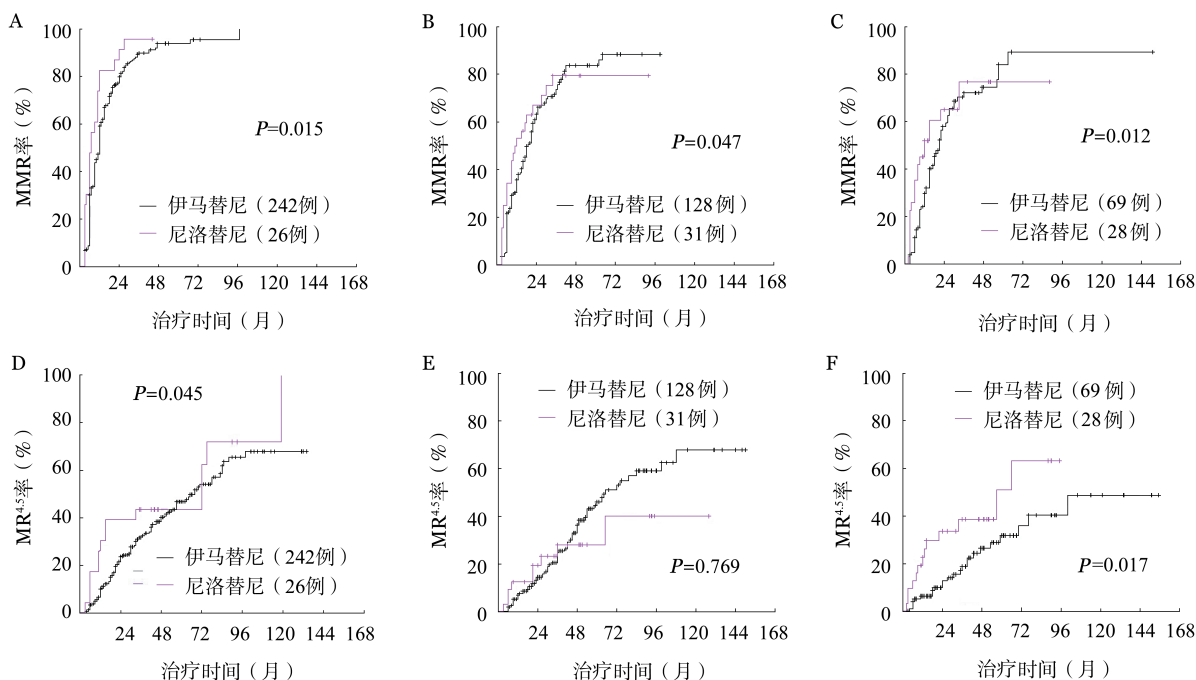 A
MMR率（%）
100
80
60
40
20
0
P=0.015
伊马替尼（242例）
尼洛替尼（26例）
24 48 72 96 120 144 168
治疗时间（月）
B
MMR率（%）
100
80
60
40
20
0
P=0.047
伊马替尼（128例）
尼洛替尼（31例）
24 48 72 96 120 144 168
治疗时间（月）
C
MMR率（%）
100
80
60
40
20
0
P=0.012
伊马替尼（69例）
尼洛替尼（28例）
24 48 72 96 120 144 168
治疗时间（月）
D
MR4.5率（%）
100
80
60
40
20
0
P=0.045
伊马替尼（242例）
尼洛替尼（26例）
24 48 72 96 120 144 168
治疗时间（月）
E
MR4.5率（%）
100
80
60
40
20
0
伊马替尼（128例）
尼洛替尼（31例）
P=0.769
24 48 72 96 120 144 168
治疗时间（月）
F
MR4.5率（%）
100
80
60
40
20
0
伊马替尼（69例）
尼洛替尼（28例）
P=0.017
24 48 72 96 120 144 168
治疗时间（月）